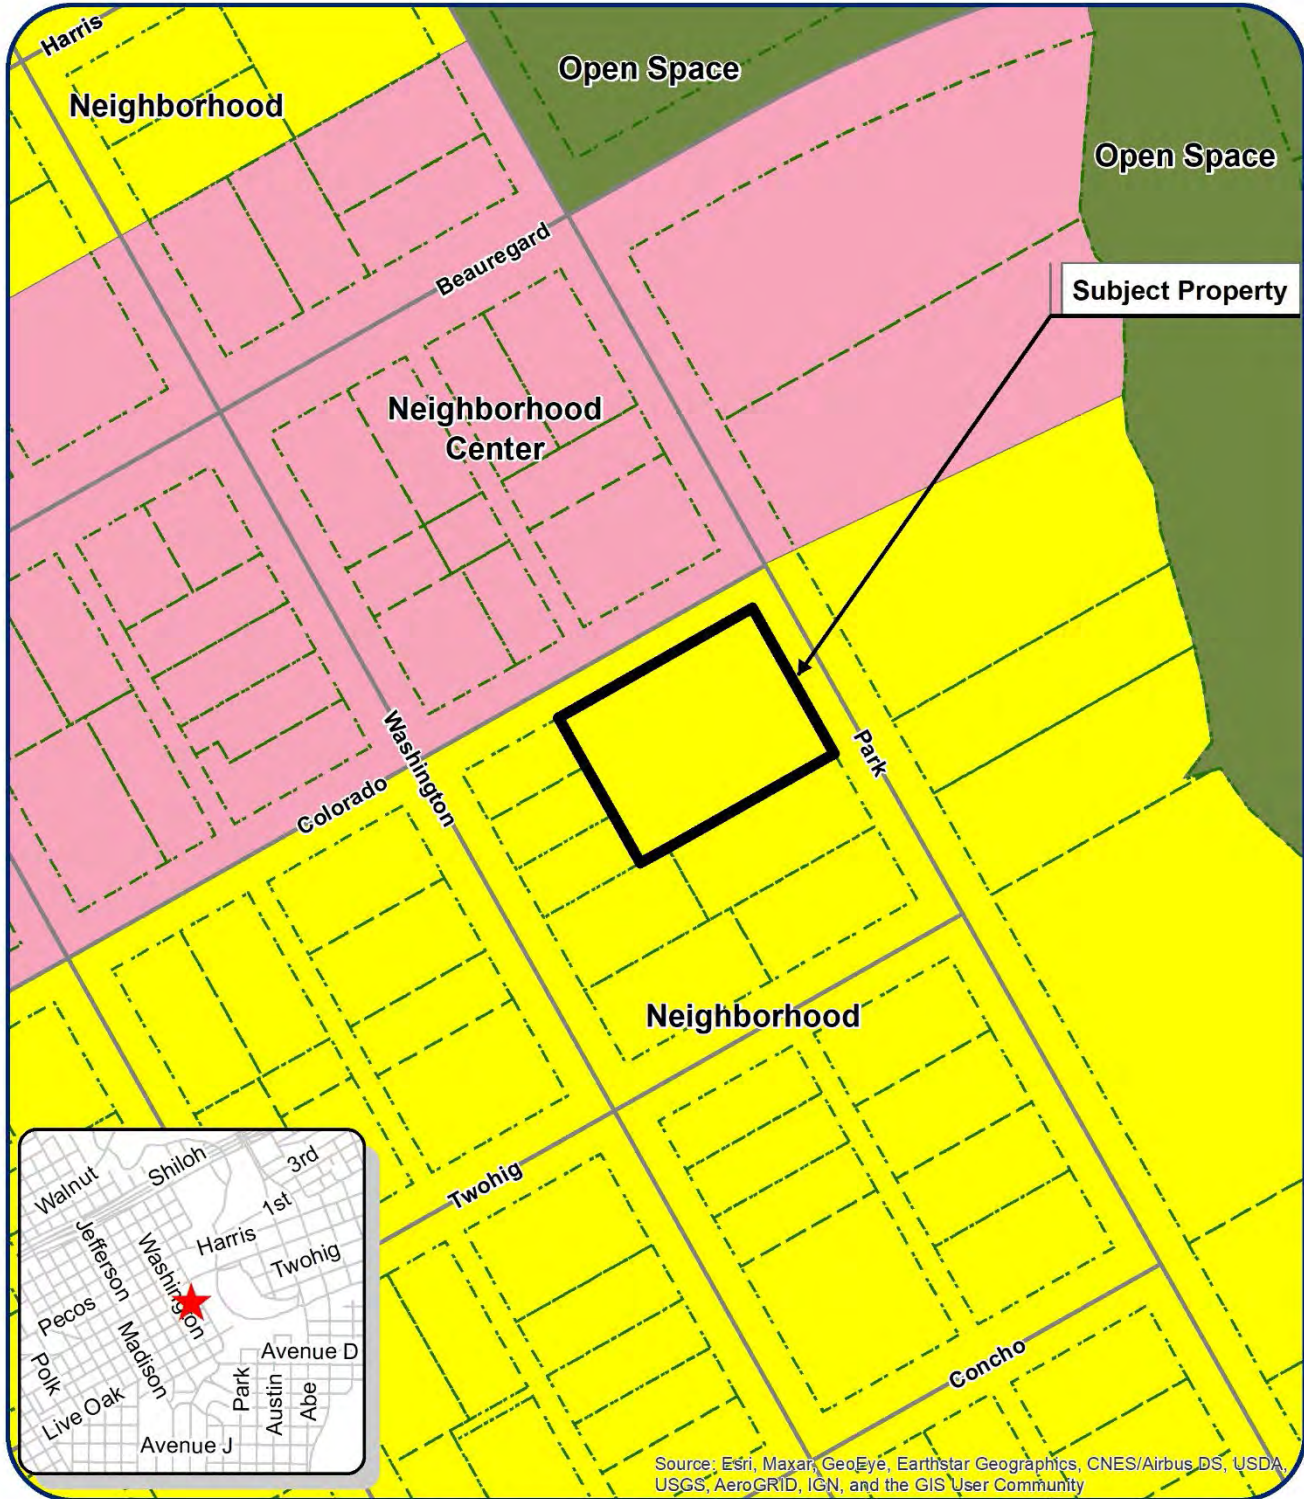 Harris
Neighborhood
Open Space
Open Space
Beauregard
Subject Property
Neighborhood
Center
Washington
Park
Colorado
Neighborhood
Twohig
Concho
Walnut
Shiloh
3rd
1st
Jefferson
Washington
Harris
Twohig
Pecos
Madison
Polk
Live Oak
Avenue D
Park
Austin
Abe
Avenue J
Source: Esri, Maxar, GeoEye, Earthstar Geographics, CNES/Airbus DS, USDA,
USGS, AeroGRID, IGN, and the GIS User Community